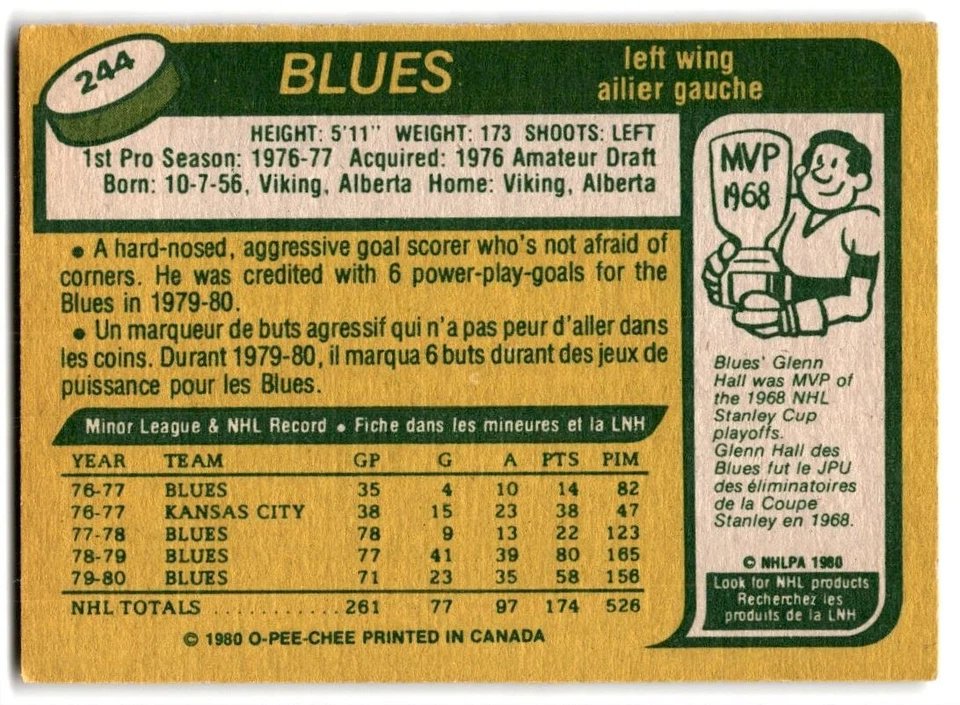 244
BLUES
left wing
ailier gauche
HEIGHT: 5'11" WEIGHT: 173 SHOOTS: LEFT
1st Pro Season: 1976-77 Acquired: 1976 Amateur Draft
Born: 10-7-56, Viking, Alberta Home: Viking, Alberta
• A hard-nosed, aggressive goal scorer who's not afraid of
corners. He was credited with 6 power-play-goals for the
Blues in 1979-80.
• Un marqueur de buts agressif qui n'a pas peur d'aller dans
les coins. Durant 1979-80, il marqua 6 buts durant des jeux de
puissance pour les Blues.
Minor League & NHL Record • Fiche dans les mineures et la LNH
YEAR TEAM GP G A PTS PIM
76-77 BLUES 35 4 10 14 82
76-77 KANSAS CITY 38 15 23 38 47
77-78 BLUES 78 9 13 22 123
78-79 BLUES 77 41 39 80 165
79-80 BLUES 71 23 35 58 156
NHL TOTALS ........... 261 77 97 174 526
© 1980 O-PEE-CHEE PRINTED IN CANADA
MVP
1968
Blues' Glenn
Hall was MVP of
the 1968 NHL
Stanley Cup
playoffs.
Glenn Hall des
Blues fut le JPU
des éliminatoires
de la Coupe
Stanley en 1968.
© NHLPA 1980
Look for NHL products
Recherchez les
produits de la LNH